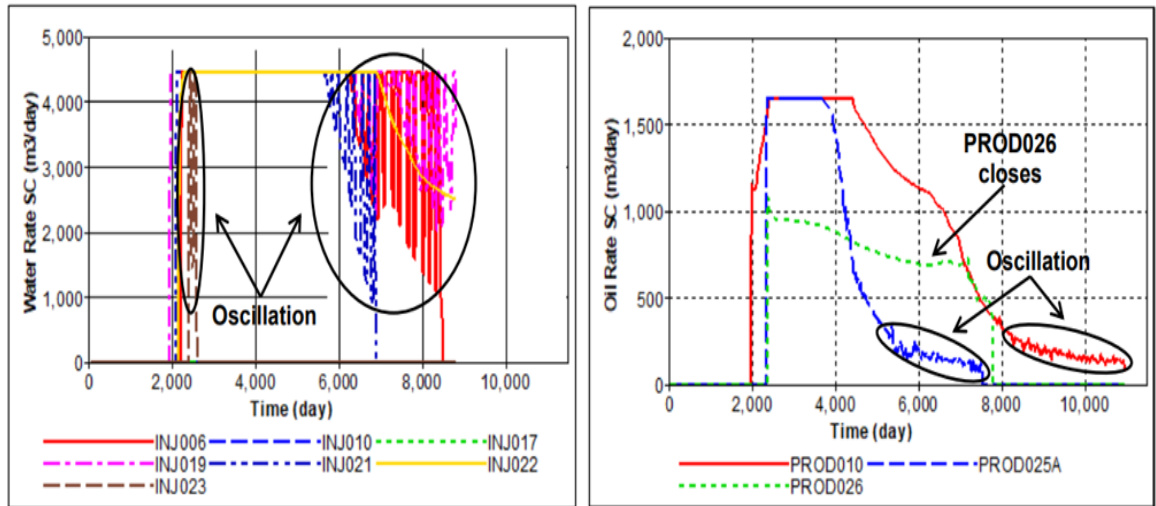 Water Rate SC (m3/day)
5,000
4,000
3,000
2,000
1,000
0
Oscillation
0 2,000 4,000 6,000 8,000 10,000
Time (day)
INJ006 INJ010 INJ017
INJ019 INJ021 INJ022
INJ023
Oil Rate SC (m3/day)
2,000
1,500
1,000
500
0
PROD026
closes
Oscillation
0 2,000 4,000 6,000 8,000 10,000
Time (day)
PROD010 PROD025A
PROD026